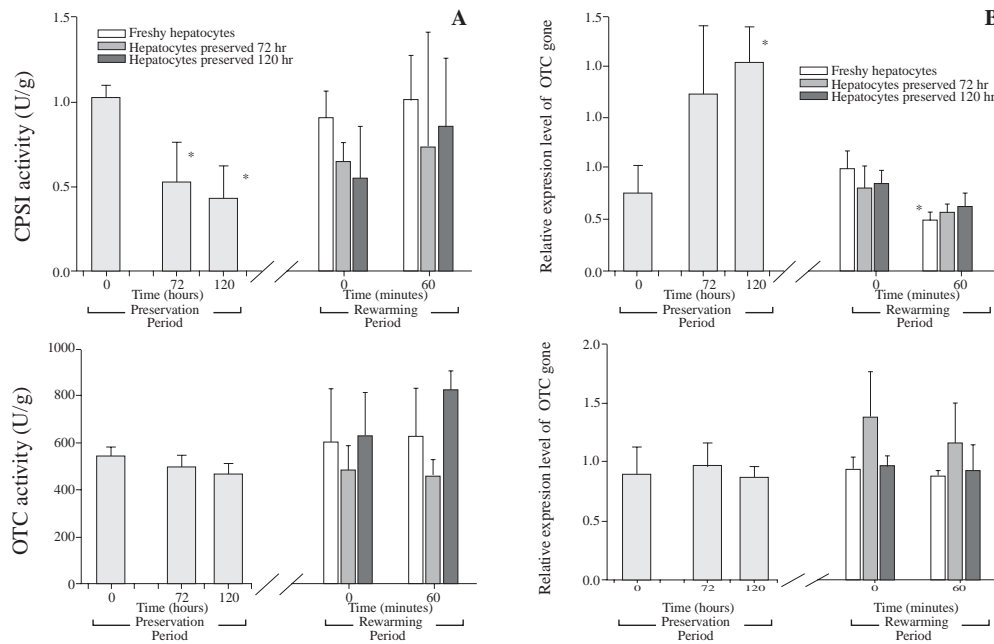 A
CPSI activity (U/g)
1.5
1.0
0.5
0.0
Freshy hepatocytes
Hepatocytes preserved 72 hr
Hepatocytes preserved 120 hr
*
*
0 72 120 0 60
Time (hours) Time (minutes)
Preservation Period
Rewarming Period
B
Relative expresion level of OTC gone
1.5
1.5
1.0
1.0
0.5
0.0
Freshy hepatocytes
Hepatocytes preserved 72 hr
Hepatocytes preserved 120 hr
*
*
0 72 120 0 60
Time (hours) Time (minutes)
Preservation Period
Rewarming Period
OTC activity (U/g)
1000
800
600
400
200
0
0 72 120 0 60
Time (hours) Time (minutes)
Preservation Period
Rewarming Period
Relative expresion level of OTC gone
2.0
1.5
1.0
0.5
0.0
0 72 120 0 60
Time (hours) Time (minutes)
Preservation Period
Rewarming Period